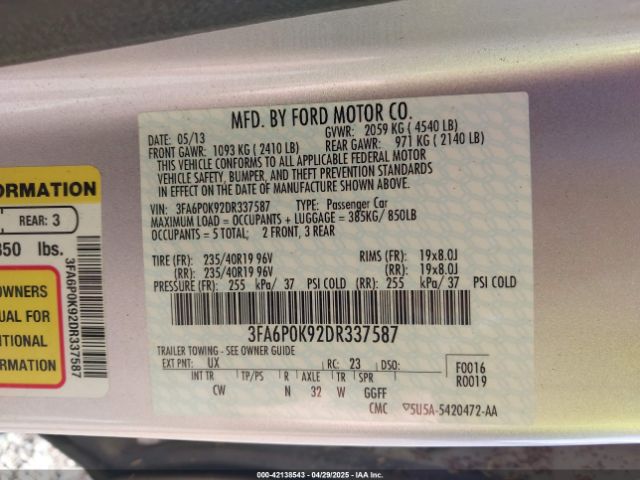 MFD. BY FORD MOTOR CO.
DATE: 05/13 GVWR: 2059 KG ( 4540 LB)
FRONT GAWR: 1093 KG ( 2410 LB) REAR GAWR: 971 KG ( 2140 LB)
THIS VEHICLE CONFORMS TO ALL APPLICABLE FEDERAL MOTOR
VEHICLE SAFETY, BUMPER, AND THEFT PREVENTION STANDARDS
IN EFFECT ON THE DATE OF MANUFACTURE SHOWN ABOVE.
VIN: 3FA6P0K92DR337587 TYPE: Passenger Car
MAXIMUM LOAD = OCCUPANTS + LUGGAGE = 385KG/ 850LB
OCCUPANTS = 5 TOTAL; 2 FRONT, 3 REAR
TIRE (FR): 235/40R19 96V RIMS (FR): 19x8.0J
(RR): 235/40R19 96V (RR): 19x8.0J
PRESSURE (FR): 255 kPa/ 37 PSI COLD (RR): 255 kPa/ 37 PSI COLD
3FA6P0K92DR337587
TRAILER TOWING - SEE OWNER GUIDE
EXT PNT: UX RC: 23 DSO: F0016
R0019
INT TR TP/PS R AXLE TR SPR
CW N 32 W GGFF
CMC 5U5A-5420472-AA
FORMATION
REAR: 3
850 lbs.
3FA6P0K92DR337587
OWNERS
UAL FOR
ITIONAL
ORMATION
000-42138543 - 04/29/2025 - IAAI, Inc.